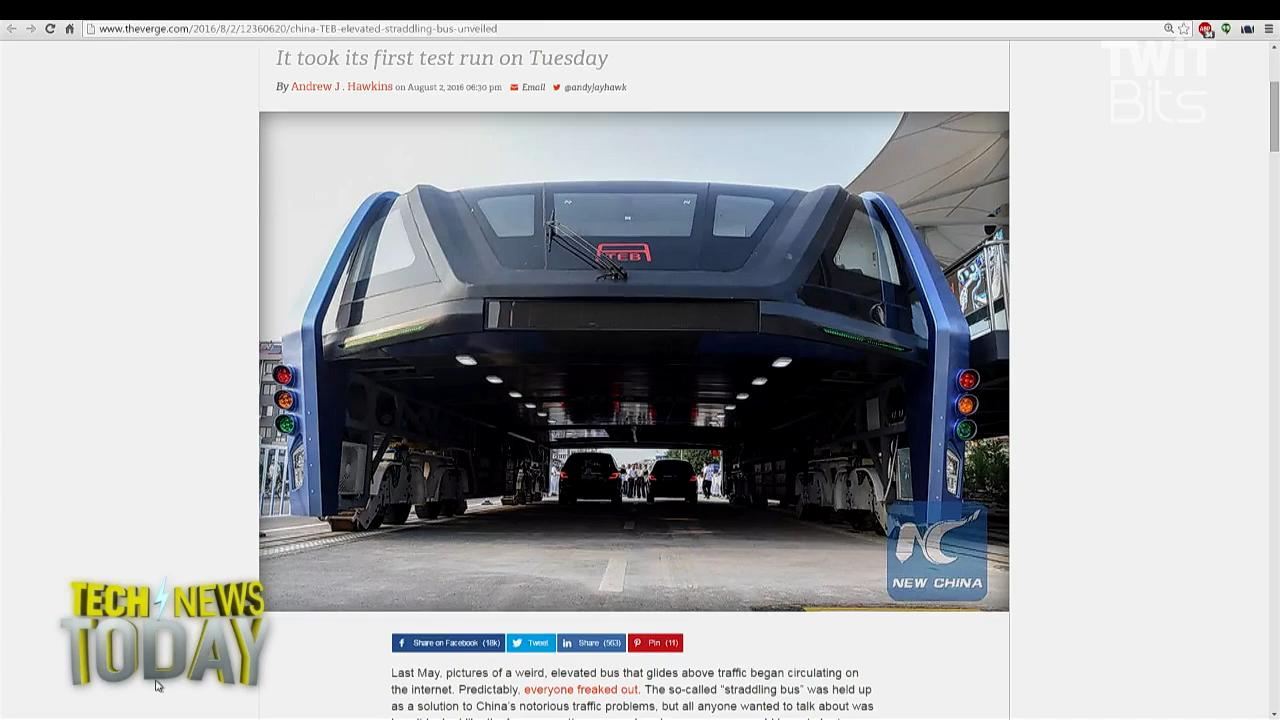 www.theverge.com/2016/8/2/12360620/china-TEB-elevated-straddling-bus-unveiled
TWiT
Bits
It took its first test run on Tuesday
By Andrew J . Hawkins on August 2, 2016 06:30 pm Email @andyjayhawk
TEB
NC
NEW CHINA
TECH NEWS
TODAY
Share on Facebook (18k) Tweet Share (563) Pin (11)
Last May, pictures of a weird, elevated bus that glides above traffic began circulating on
the internet. Predictably, everyone freaked out. The so-called "straddling bus" was held up
as a solution to China's notorious traffic problems, but all anyone wanted to talk about was